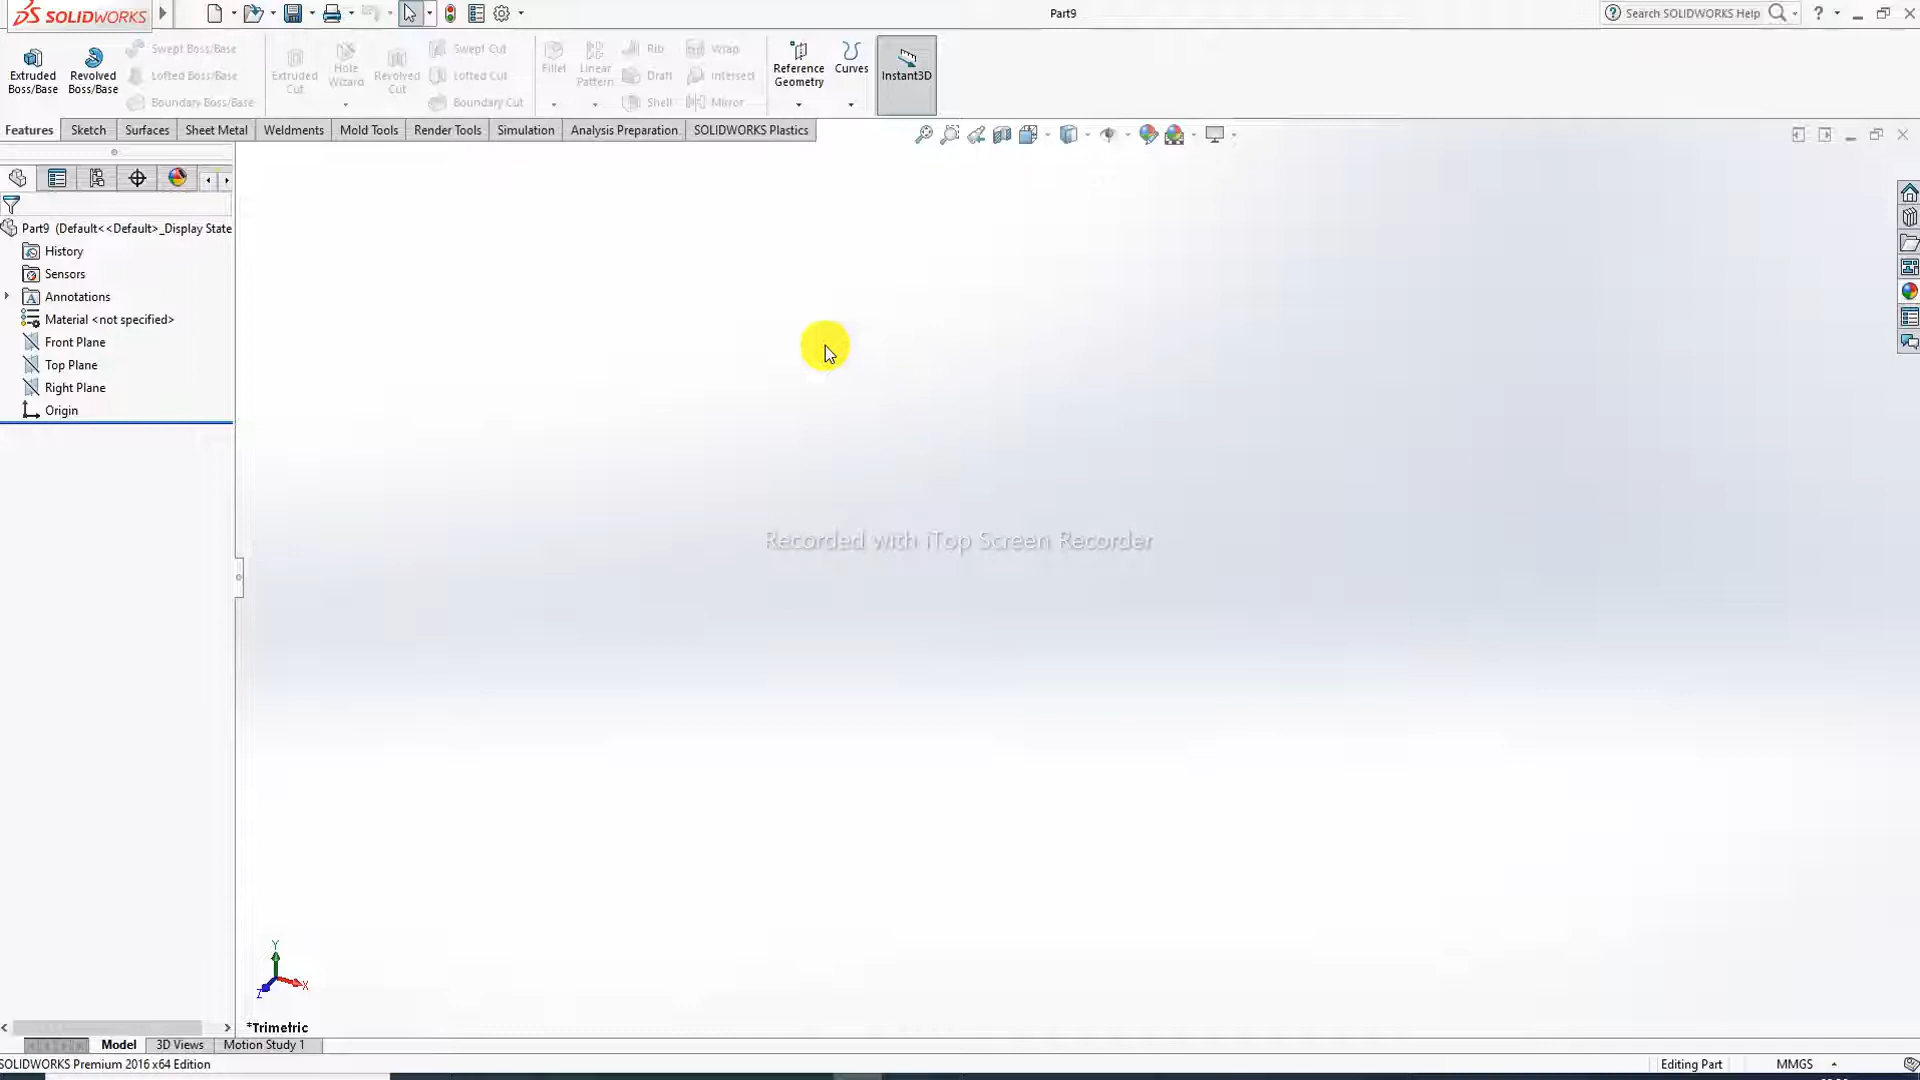 SOLIDWORKS
Part9
Search SOLIDWORKS Help
?
Extruded
Boss/Base
Revolved
Boss/Base
Swept Boss/Base
Lofted Boss/Base
Boundary Boss/Base
Extruded
Cut
Hole
Wizard
Revolved
Cut
Swept Cut
Lofted Cut
Boundary Cut
Fillet
Linear
Pattern
Rib
Draft
Shell
Wrap
Intersect
Mirror
Reference
Geometry
Curves
Instant3D
Features
Sketch
Surfaces
Sheet Metal
Weldments
Mold Tools
Render Tools
Simulation
Analysis Preparation
SOLIDWORKS Plastics
Part9 (Default<<Default>_Display State
History
Sensors
Annotations
Material <not specified>
Front Plane
Top Plane
Right Plane
Origin
Recorded with iTop Screen Recorder
Y
X
Z
*Trimetric
Model
3D Views
Motion Study 1
SOLIDWORKS Premium 2016 x64 Edition
Editing Part
MMGS